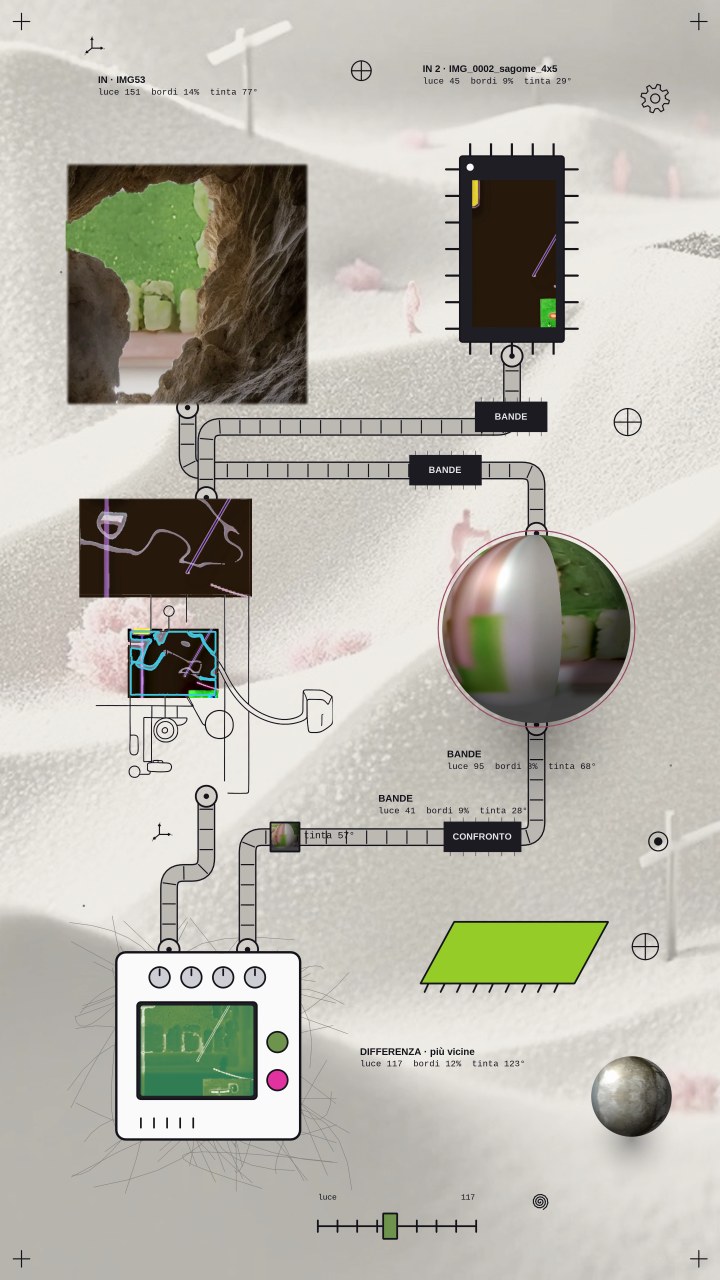 IN · IMG53
luce 151  bordi 14%  tinta 77°
IN 2 · IMG_0002_sagome_4x5
luce 45  bordi 9%  tinta 29°
BANDE
BANDE
BANDE
luce 95  bordi 8%  tinta 68°
BANDE
luce 41  bordi 9%  tinta 28°
tinta 57°
CONFRONTO
DIFFERENZA · più vicine
luce 117  bordi 12%  tinta 123°
luce
117